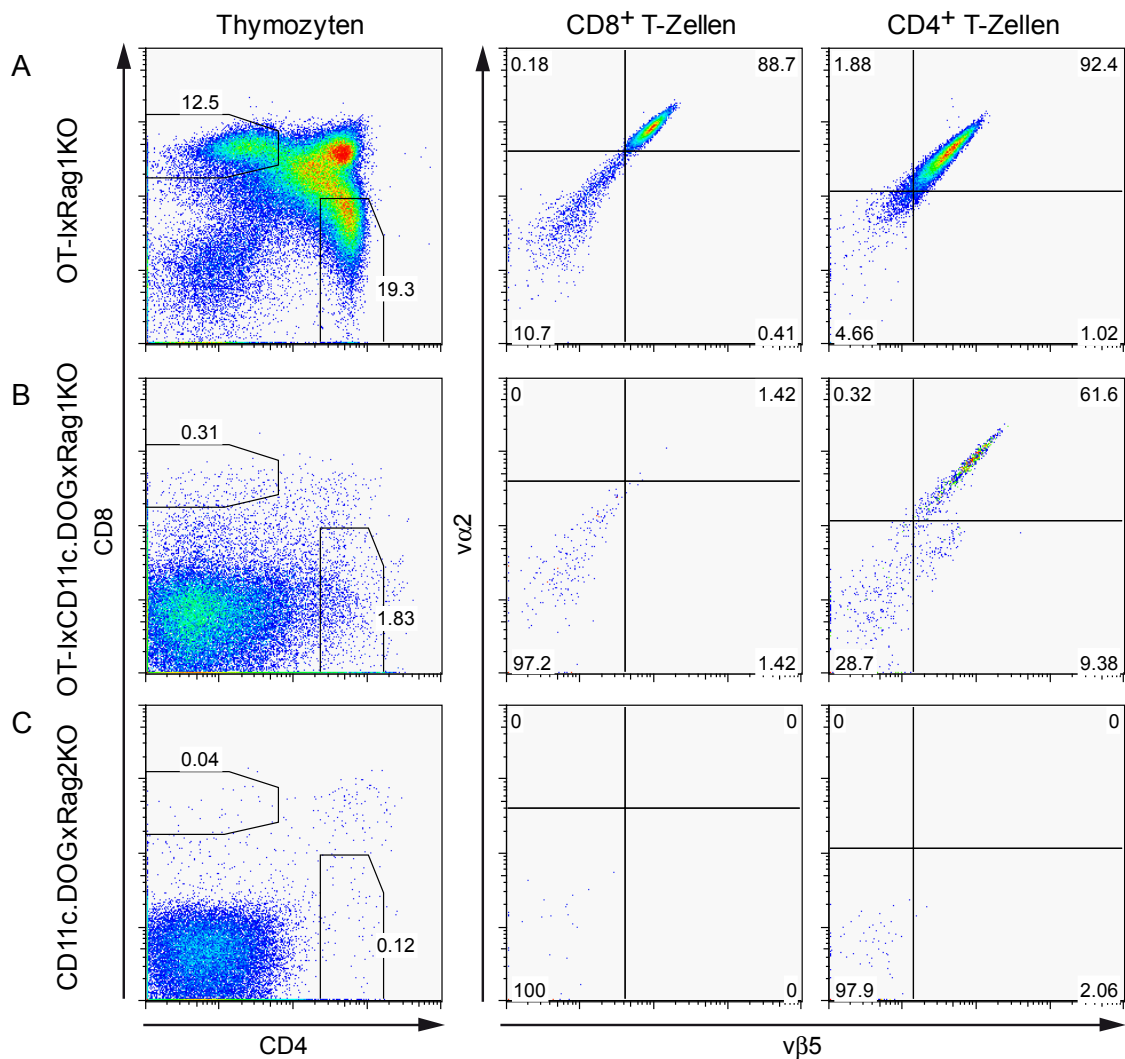 Thymozyten
CD8+ T-Zellen
CD4+ T-Zellen
A
OT-IxRag1KO
12.5
19.3
0.18
88.7
10.7
0.41
1.88
92.4
4.66
1.02
B
OT-IxCD11c.DOGxRag1KO
0.31
1.83
0
1.42
97.2
1.42
0.32
61.6
28.7
9.38
CD8
vα2
C
CD11c.DOGxRag2KO
0.04
0.12
0
0
100
0
0
0
97.9
2.06
CD4
vβ5